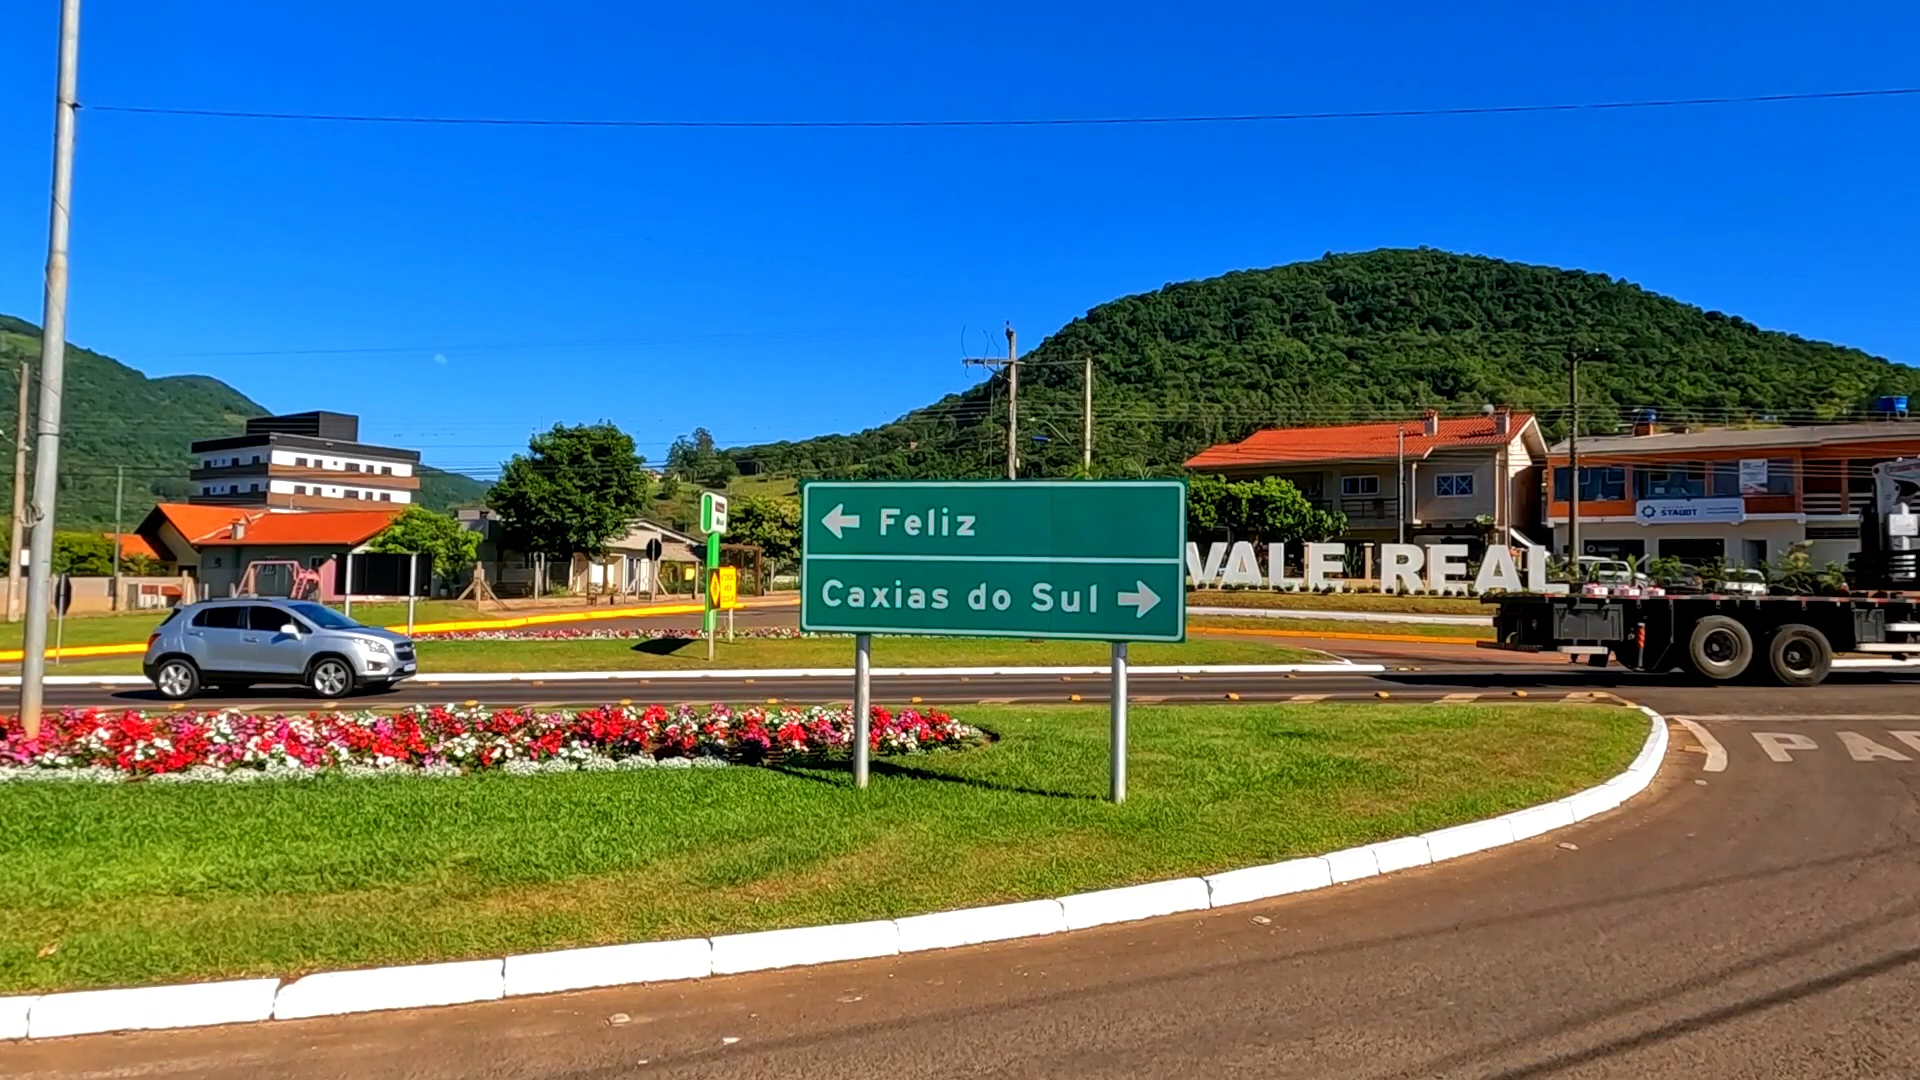 Feliz
Caxias do Sul
VALE REAL
STAUDT
PA